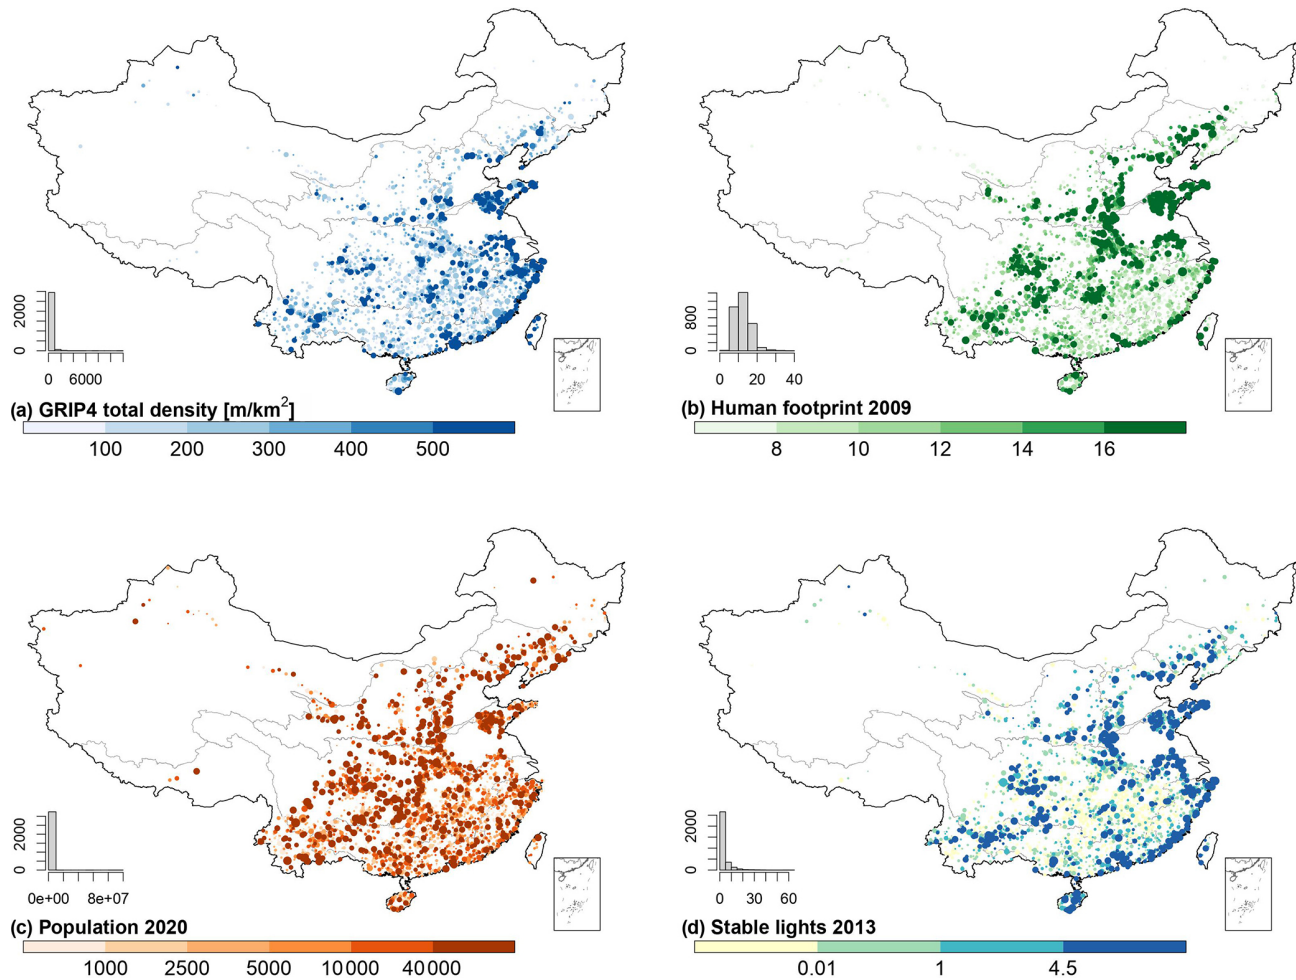 2000
0
0 6000
(a) GRIP4 total density [m/km²]
100 200 300 400 500
800
0
0 20 40
(b) Human footprint 2009
8 10 12 14 16
2000
0
0e+00 8e+07
(c) Population 2020
1000 2500 5000 10000 40000
2000
0
0 30 60
(d) Stable lights 2013
0.01 1 4.5